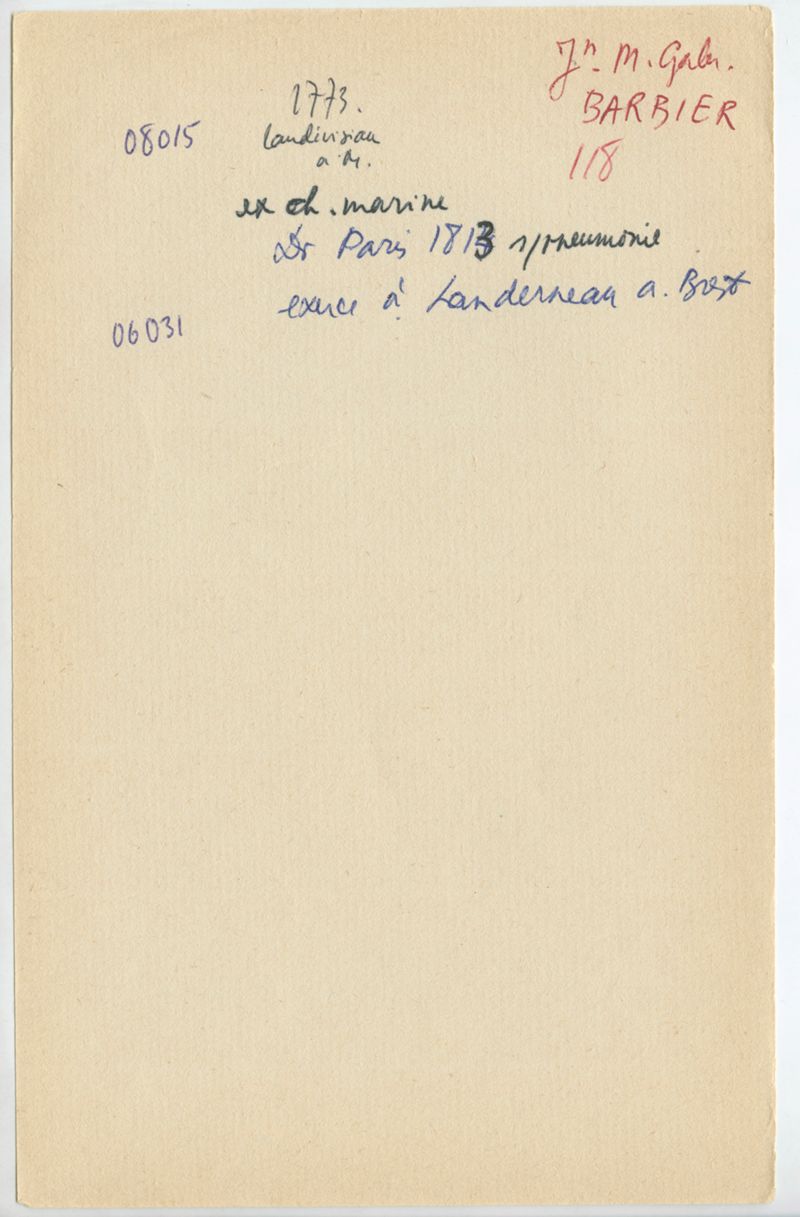 Jn. M. Gabr.
BARBIER
118
1773.
08015
Landivisiau
a M.
ex ch. marine
Dr Paris 1813 s/pneumonie
exerce à Landerneau a. Brest
06031